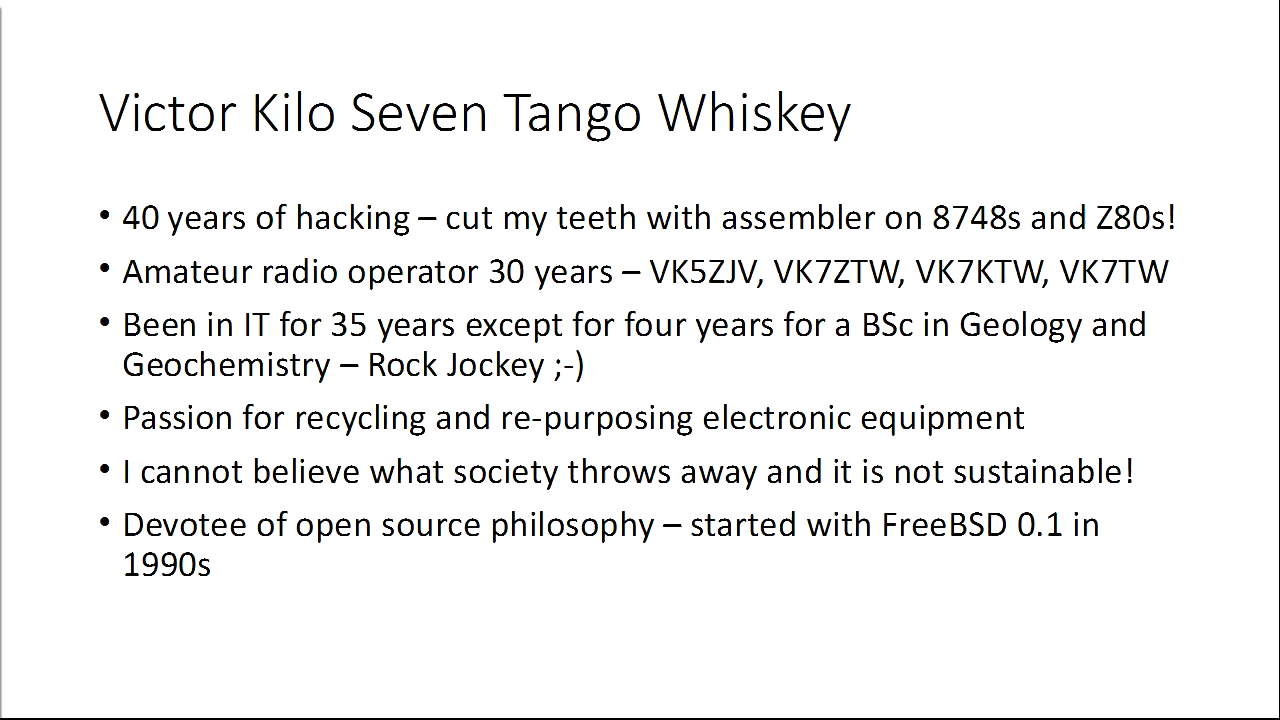 Victor Kilo Seven Tango Whiskey
• 40 years of hacking – cut my teeth with assembler on 8748s and Z80s!
• Amateur radio operator 30 years – VK5ZJV, VK7ZTW, VK7KTW, VK7TW
• Been in IT for 35 years except for four years for a BSc in Geology and
Geochemistry – Rock Jockey ;-)
• Passion for recycling and re-purposing electronic equipment
• I cannot believe what society throws away and it is not sustainable!
• Devotee of open source philosophy – started with FreeBSD 0.1 in
1990s